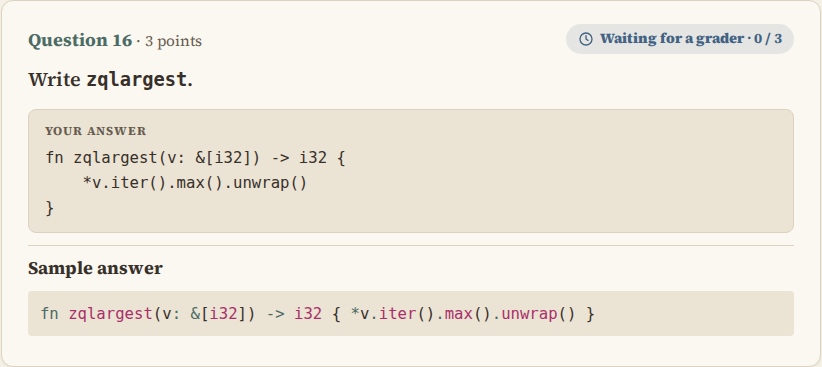 Question 16 · 3 points
Waiting for a grader · 0 / 3
Write zqlargest.
YOUR ANSWER
fn zqlargest(v: &[i32]) -> i32 {
    *v.iter().max().unwrap()
}
Sample answer
fn zqlargest(v: &[i32]) -> i32 { *v.iter().max().unwrap() }